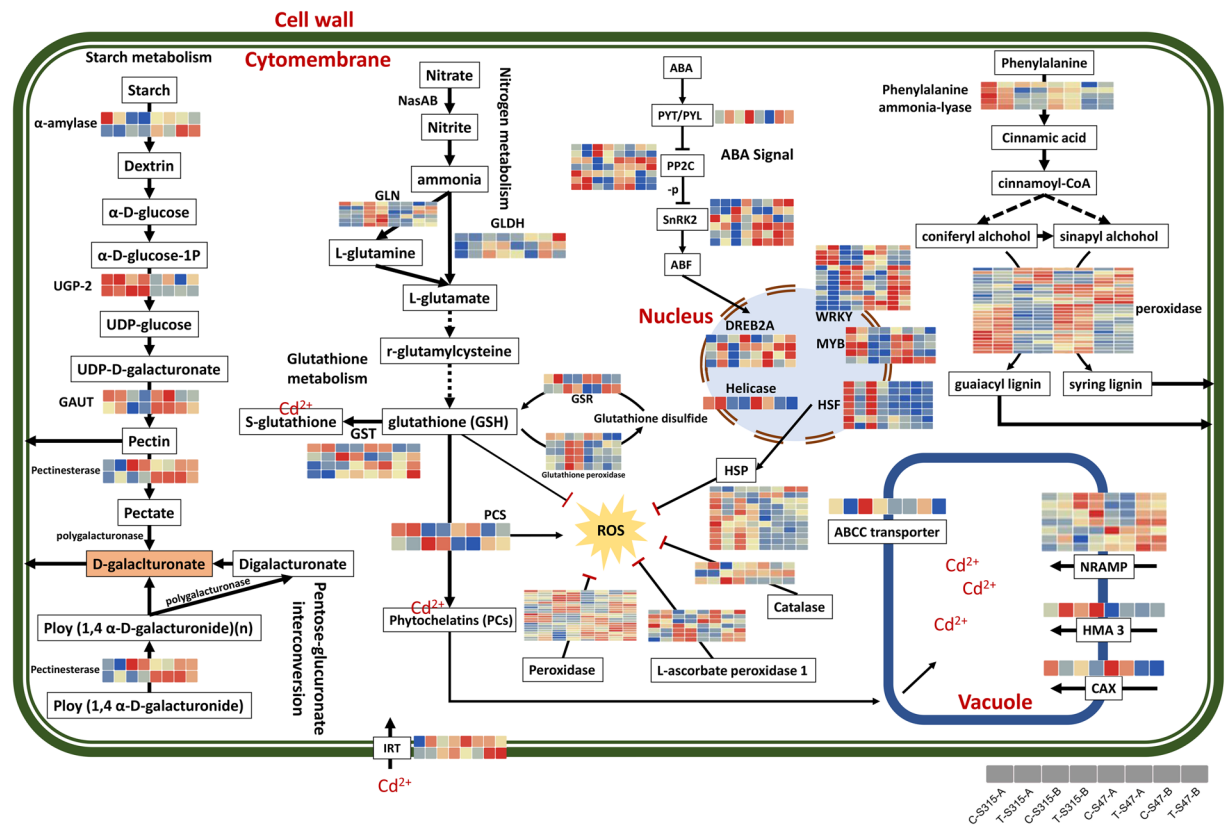 Cell wall
Cytomembrane
Starch metabolism
Starch
α-amylase
Dextrin
α-D-glucose
α-D-glucose-1P
UGP-2
UDP-glucose
UDP-D-galacturonate
GAUT
Pectin
Pectinesterase
Pectate
polygalacturonase
D-galaclturonate
Digalacturonate
polygalacturonase
Ploy (1,4 α-D-galacturonide)(n)
Pectinesterase
Ploy (1,4 α-D-galacturonide)
Pentose-glucuronate
interconversion
Nitrate
NasAB
Nitrite
Nitrogen metabolism
ammonia
GLN
GLDH
L-glutamine
L-glutamate
r-glutamylcysteine
Glutathione
metabolism
Cd²⁺
S-glutathione
glutathione (GSH)
GST
GSR
Glutathione disulfide
Glutathione peroxidase
PCS
Cd²⁺
Phytochelatins (PCs)
IRT
Cd²⁺
ABA
PYT/PYL
ABA Signal
PP2C
-p
SnRK2
ABF
Nucleus
DREB2A
WRKY
MYB
Helicase
HSF
HSP
ROS
Catalase
Peroxidase
L-ascorbate peroxidase 1
Phenylalanine
Phenylalanine
ammonia-lyase
Cinnamic acid
cinnamoyl-CoA
coniferyl alchohol
sinapyl alchohol
peroxidase
guaiacyl lignin
syring lignin
ABCC transporter
Cd²⁺
Cd²⁺
Cd²⁺
NRAMP
HMA 3
CAX
Vacuole
C-S315-A
T-S315-A
C-S315-B
T-S315-B
C-S47-A
T-S47-A
C-S47-B
T-S47-B